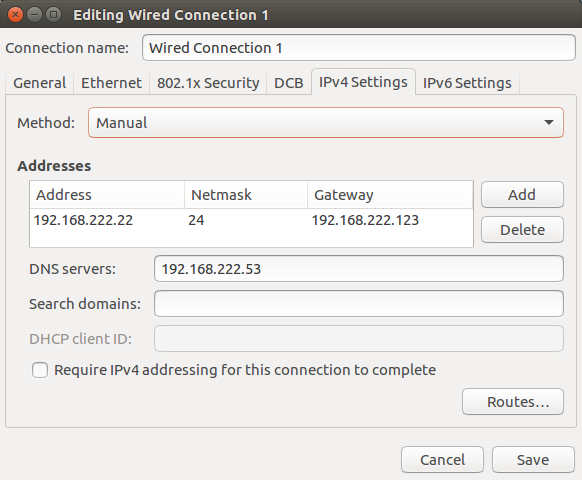 Editing Wired Connection 1
Connection name: Wired Connection 1
General Ethernet 802.1x Security DCB IPv4 Settings IPv6 Settings
Method: Manual
Addresses
Address Netmask Gateway Add
192.168.222.22 24 192.168.222.123
Delete
DNS servers: 192.168.222.53
Search domains:
DHCP client ID:
Require IPv4 addressing for this connection to complete
Routes...
Cancel Save